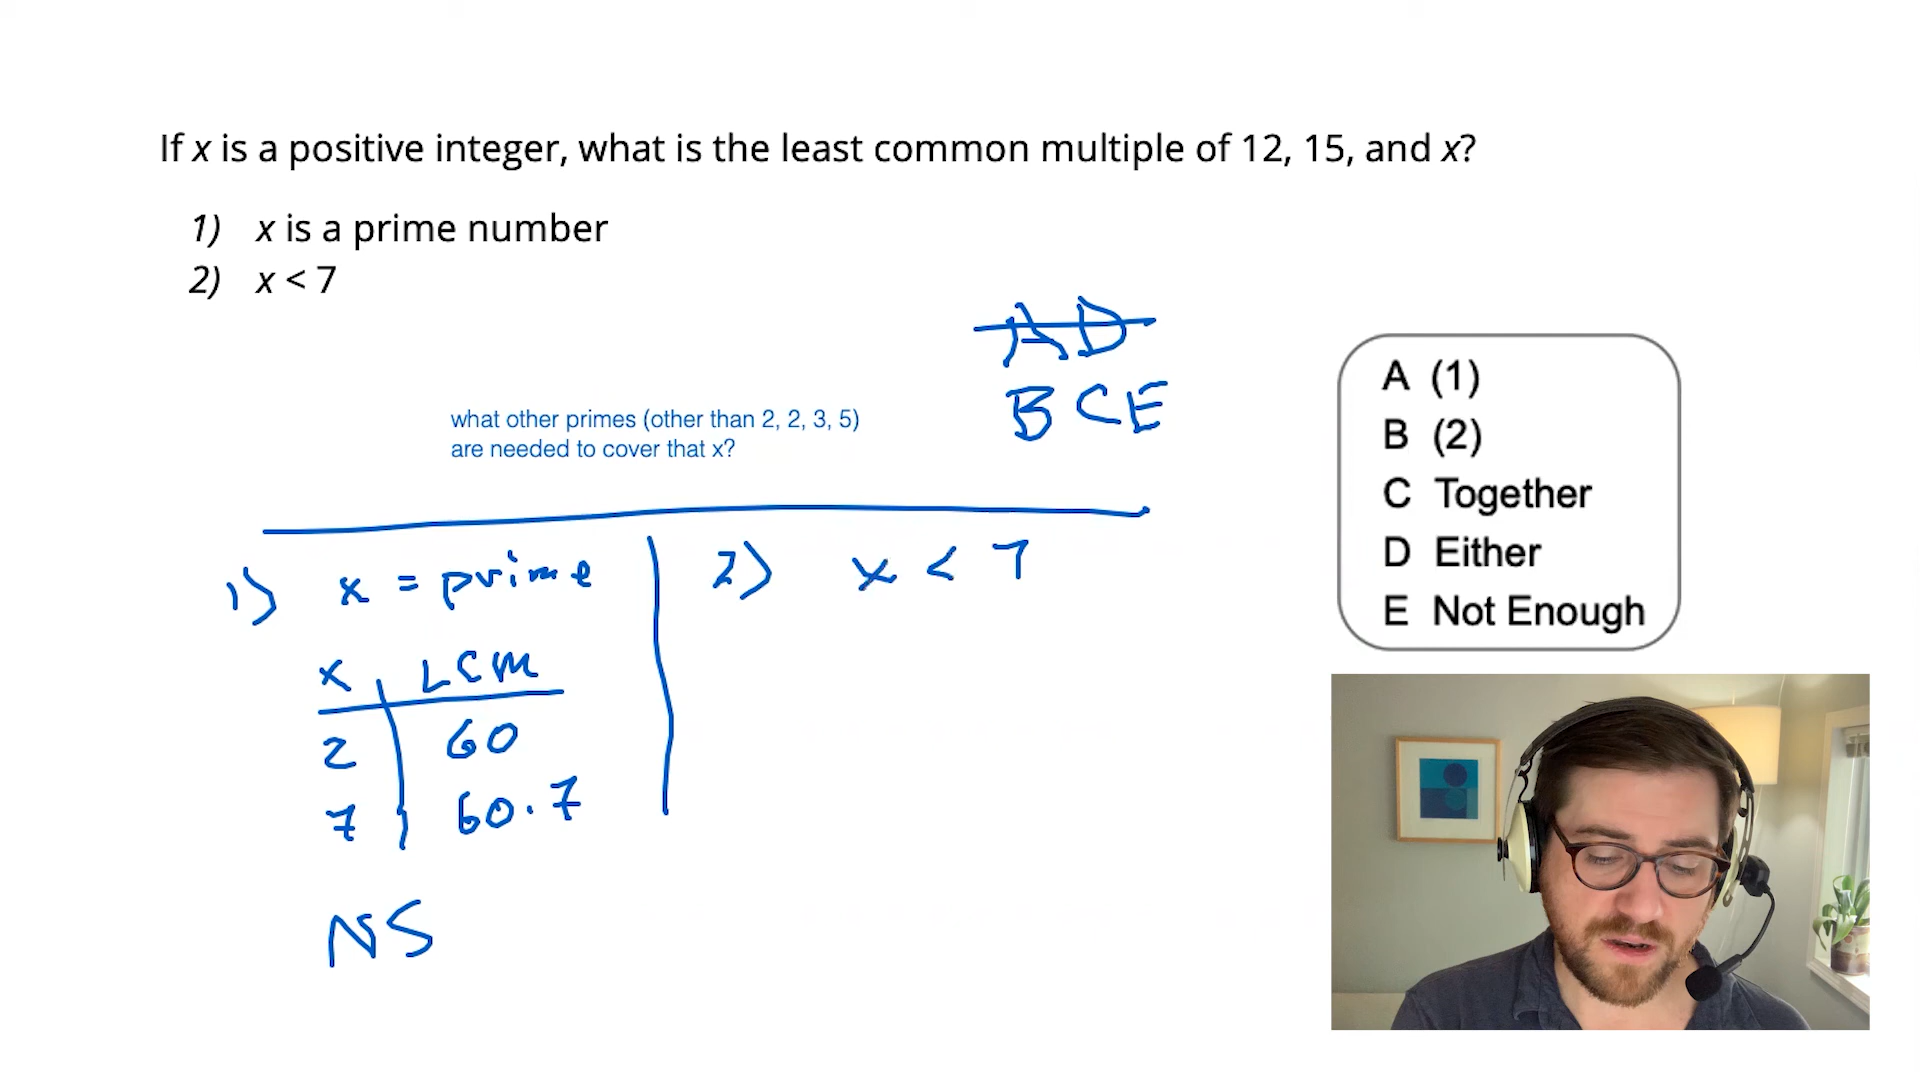 If x is a positive integer, what is the least common multiple of 12, 15, and x?
1) x is a prime number
2) x < 7
AD
BCE
what other primes (other than 2, 2, 3, 5)
are needed to cover that x?
1) x = prime
x LCM
2 60
7 60.7
NS
2) x < 7
A (1)
B (2)
C Together
D Either
E Not Enough